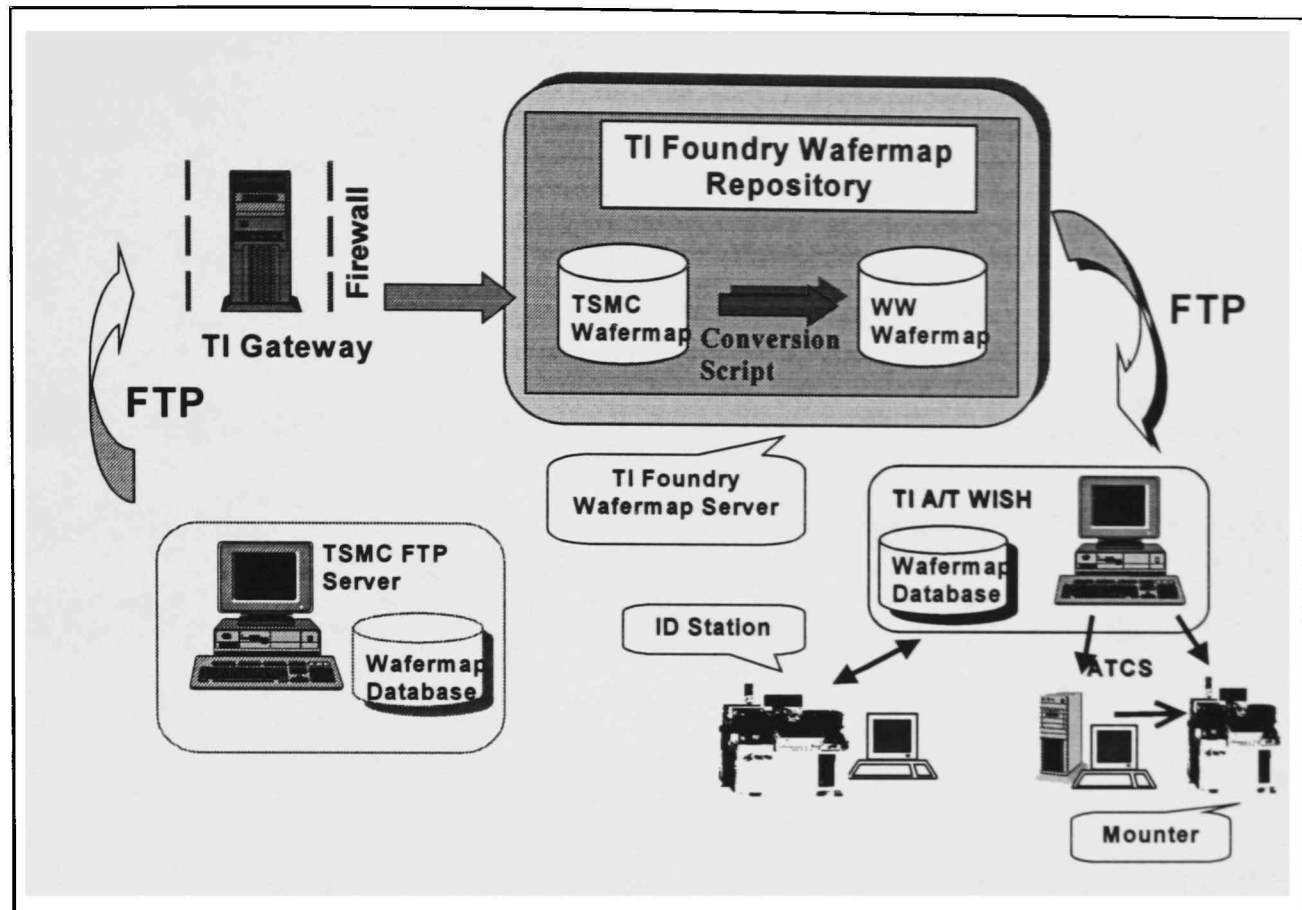 TI Foundry Wafermap
Repository
Firewall
TSMC
Wafermap
WW
Wafermap
Conversion
Script
FTP
TI Gateway
FTP
TI Foundry
Wafermap Server
TI A/T WISH
Wafermap
Database
TSMC FTP
Server
Wafermap
Database
ID Station
ATCS
Mounter